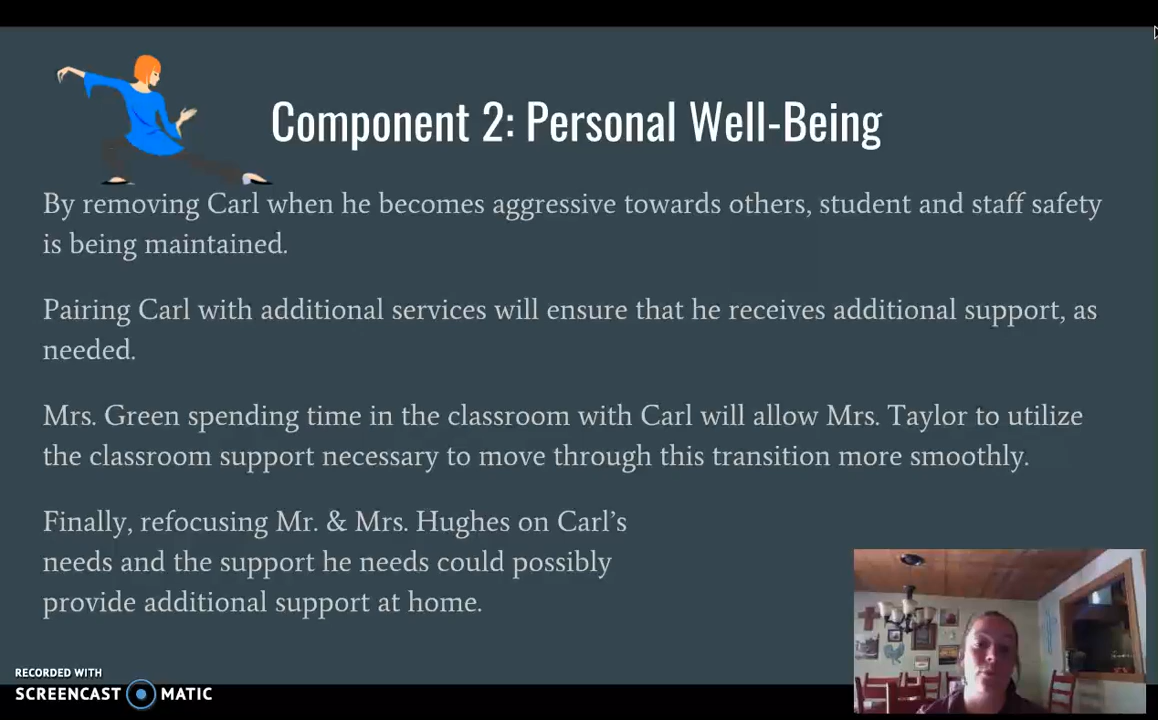 Component 2: Personal Well-Being
By removing Carl when he becomes aggressive towards others, student and staff safety
is being maintained.
Pairing Carl with additional services will ensure that he receives additional support, as
needed.
Mrs. Green spending time in the classroom with Carl will allow Mrs. Taylor to utilize
the classroom support necessary to move through this transition more smoothly.
Finally, refocusing Mr. & Mrs. Hughes on Carl’s
needs and the support he needs could possibly
provide additional support at home.
RECORDED WITH
SCREENCAST MATIC